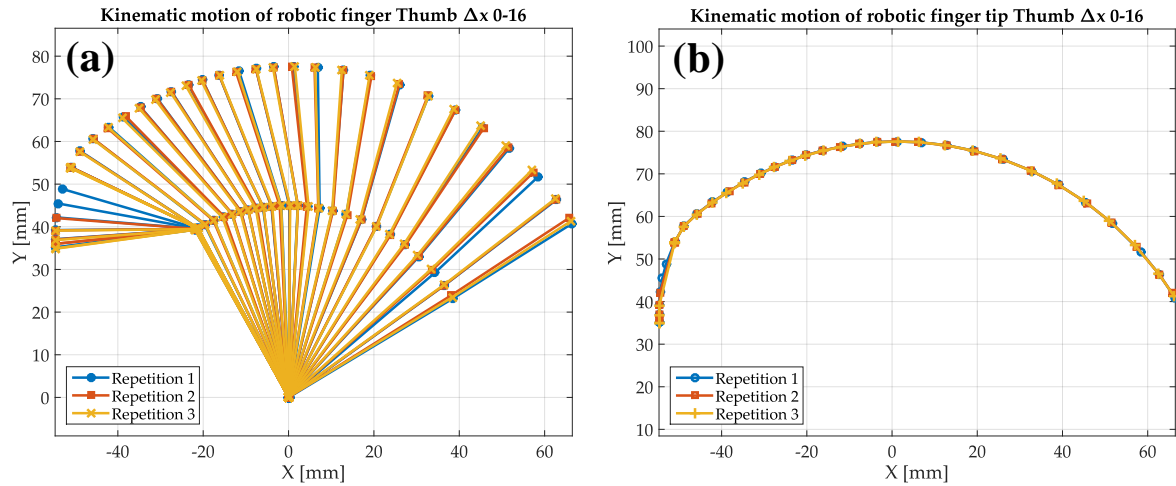 Kinematic motion of robotic finger Thumb Δx 0-16
(a)
80
70
60
50
40
30
20
10
0
Y [mm]
Repetition 1
Repetition 2
Repetition 3
-40
-20
0
20
40
60
X [mm]
Kinematic motion of robotic finger tip Thumb Δx 0-16
(b)
100
90
80
70
60
50
40
30
20
10
Y [mm]
Repetition 1
Repetition 2
Repetition 3
-40
-20
0
20
40
60
X [mm]